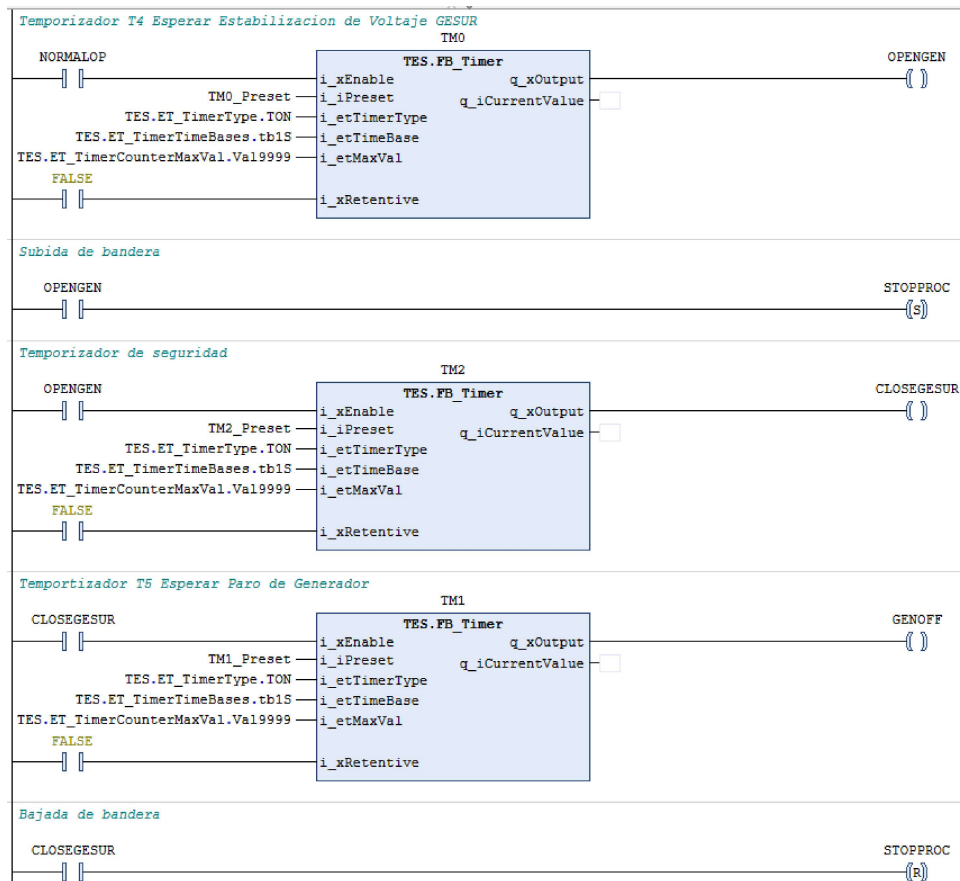 Temporizador T4 Esperar Estabilizacion de Voltaje GESUR
TM0
NORMALOP
TES.FB_Timer
OPENGEN
i_xEnable
q_xOutput
TM0_Preset
i_iPreset
q_iCurrentValue
TES.ET_TimerType.TON
i_etTimerType
TES.ET_TimerTimeBases.tb1S
i_etTimeBase
TES.ET_TimerCounterMaxVal.Val9999
i_etMaxVal
FALSE
i_xRetentive
Subida de bandera
OPENGEN
STOPPROC
S
Temporizador de seguridad
TM2
OPENGEN
TES.FB_Timer
CLOSEGESUR
i_xEnable
q_xOutput
TM2_Preset
i_iPreset
q_iCurrentValue
TES.ET_TimerType.TON
i_etTimerType
TES.ET_TimerTimeBases.tb1S
i_etTimeBase
TES.ET_TimerCounterMaxVal.Val9999
i_etMaxVal
FALSE
i_xRetentive
Temportizador T5 Esperar Paro de Generador
TM1
CLOSEGESUR
TES.FB_Timer
GENOFF
i_xEnable
q_xOutput
TM1_Preset
i_iPreset
q_iCurrentValue
TES.ET_TimerType.TON
i_etTimerType
TES.ET_TimerTimeBases.tb1S
i_etTimeBase
TES.ET_TimerCounterMaxVal.Val9999
i_etMaxVal
FALSE
i_xRetentive
Bajada de bandera
CLOSEGESUR
STOPPROC
R